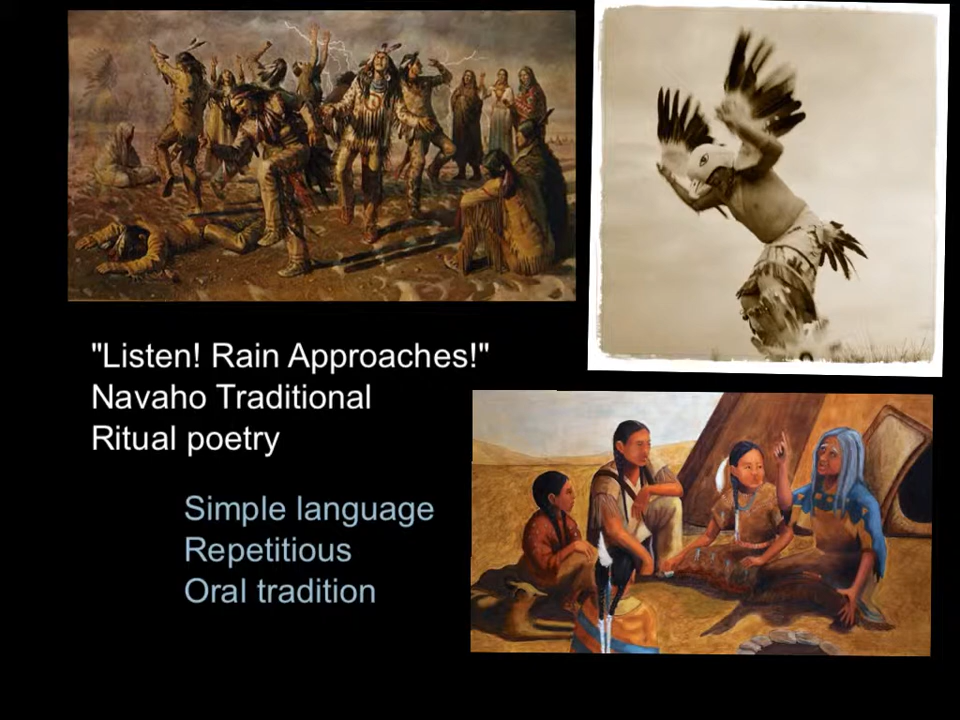 "Listen! Rain Approaches!"
Navaho Traditional
Ritual poetry
Simple language
Repetitious
Oral tradition